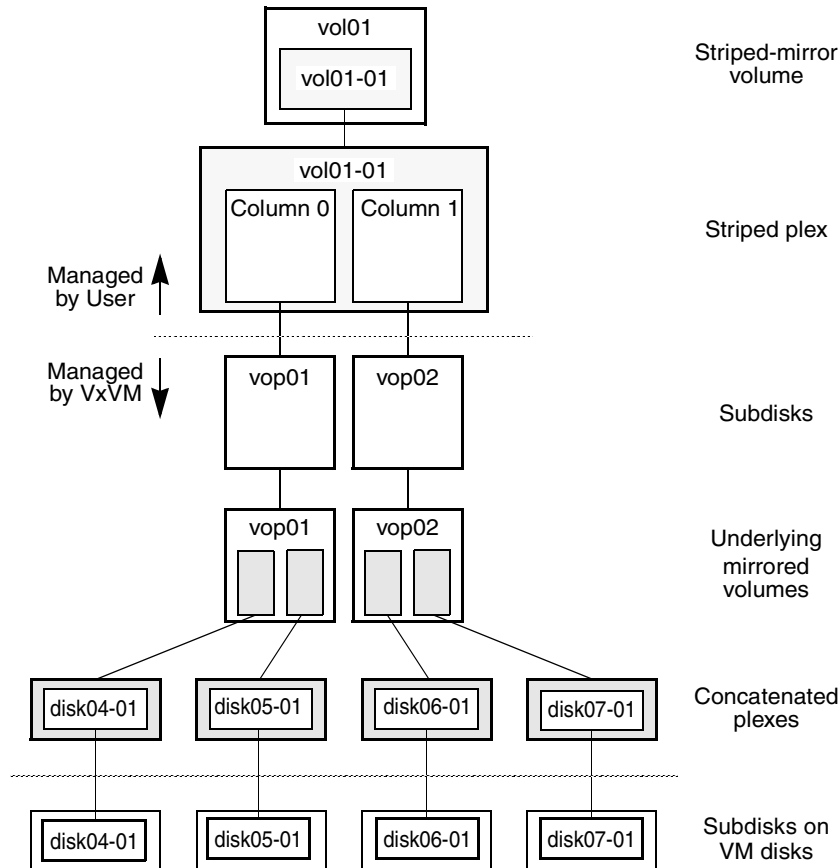 vol01
vol01-01
Striped-mirror
volume
vol01-01
Column 0
Column 1
Striped plex
Managed
by User
Managed
by VxVM
vop01
vop02
Subdisks
vop01
vop02
Underlying
mirrored
volumes
disk04-01
disk05-01
disk06-01
disk07-01
Concatenated
plexes
disk04-01
disk05-01
disk06-01
disk07-01
Subdisks on
VM disks